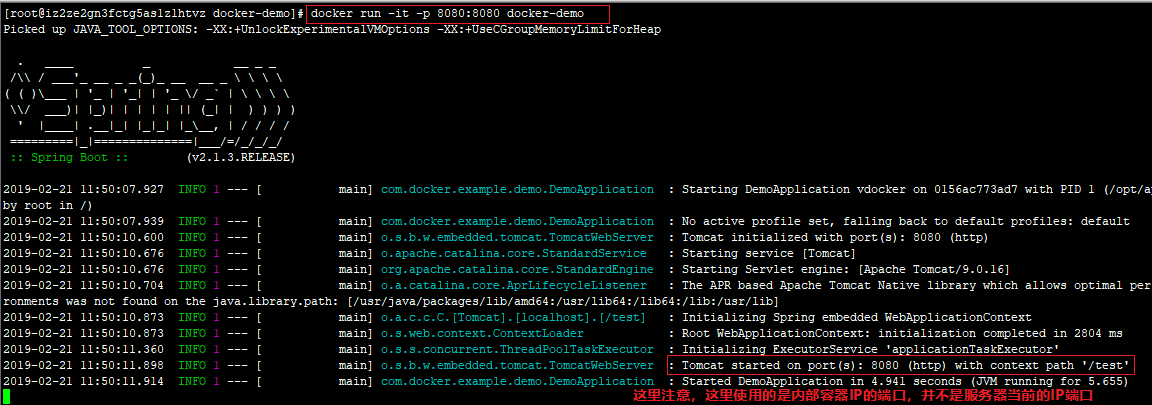 [root@iz2ze2gn3fctg5aslzlhtvz docker-demo]# docker run -it -p 8080:8080 docker-demo
Picked up JAVA_TOOL_OPTIONS: -XX:+UnlockExperimentalVMOptions -XX:+UseCGroupMemoryLimitForHeap
  .   ____          _            __ _ _
 /\\ / ___'_ __ _ _(_)_ __  __ _ \ \ \ \
( ( )\___ | '_ | '_| | '_ \/ _` | \ \ \ \
 \\/  ___)| |_)| | | | | || (_| |  ) ) ) )
  '  |____| .__|_| |_|_| |_\__, | / / / /
 =========|_|==============|___/=/_/_/_/
 :: Spring Boot ::        (v2.1.3.RELEASE)
2019-02-21 11:50:07.927  INFO 1 --- [           main] com.docker.example.demo.DemoApplication  : Starting DemoApplication vdocker on 0156ac773ad7 with PID 1 (/opt/ap
by root in /)
2019-02-21 11:50:07.939  INFO 1 --- [           main] com.docker.example.demo.DemoApplication  : No active profile set, falling back to default profiles: default
2019-02-21 11:50:10.600  INFO 1 --- [           main] o.s.b.w.embedded.tomcat.TomcatWebServer  : Tomcat initialized with port(s): 8080 (http)
2019-02-21 11:50:10.676  INFO 1 --- [           main] o.apache.catalina.core.StandardService   : Starting service [Tomcat]
2019-02-21 11:50:10.676  INFO 1 --- [           main] org.apache.catalina.core.StandardEngine  : Starting Servlet engine: [Apache Tomcat/9.0.16]
2019-02-21 11:50:10.704  INFO 1 --- [           main] o.a.catalina.core.AprLifecycleListener   : The APR based Apache Tomcat Native library which allows optimal per
ronments was not found on the java.library.path: [/usr/java/packages/lib/amd64:/usr/lib64:/lib64:/lib:/usr/lib]
2019-02-21 11:50:10.873  INFO 1 --- [           main] o.a.c.c.C.[Tomcat].[localhost].[/test]   : Initializing Spring embedded WebApplicationContext
2019-02-21 11:50:10.873  INFO 1 --- [           main] o.s.web.context.ContextLoader            : Root WebApplicationContext: initialization completed in 2804 ms
2019-02-21 11:50:11.360  INFO 1 --- [           main] o.s.s.concurrent.ThreadPoolTaskExecutor  : Initializing ExecutorService 'applicationTaskExecutor'
2019-02-21 11:50:11.898  INFO 1 --- [           main] o.s.b.w.embedded.tomcat.TomcatWebServer  : Tomcat started on port(s): 8080 (http) with context path '/test'
2019-02-21 11:50:11.914  INFO 1 --- [           main] com.docker.example.demo.DemoApplication  : Started DemoApplication in 4.941 seconds (JVM running for 5.655)
这里注意，这里使用的是内部容器IP的端口，并不是服务器当前的IP端口